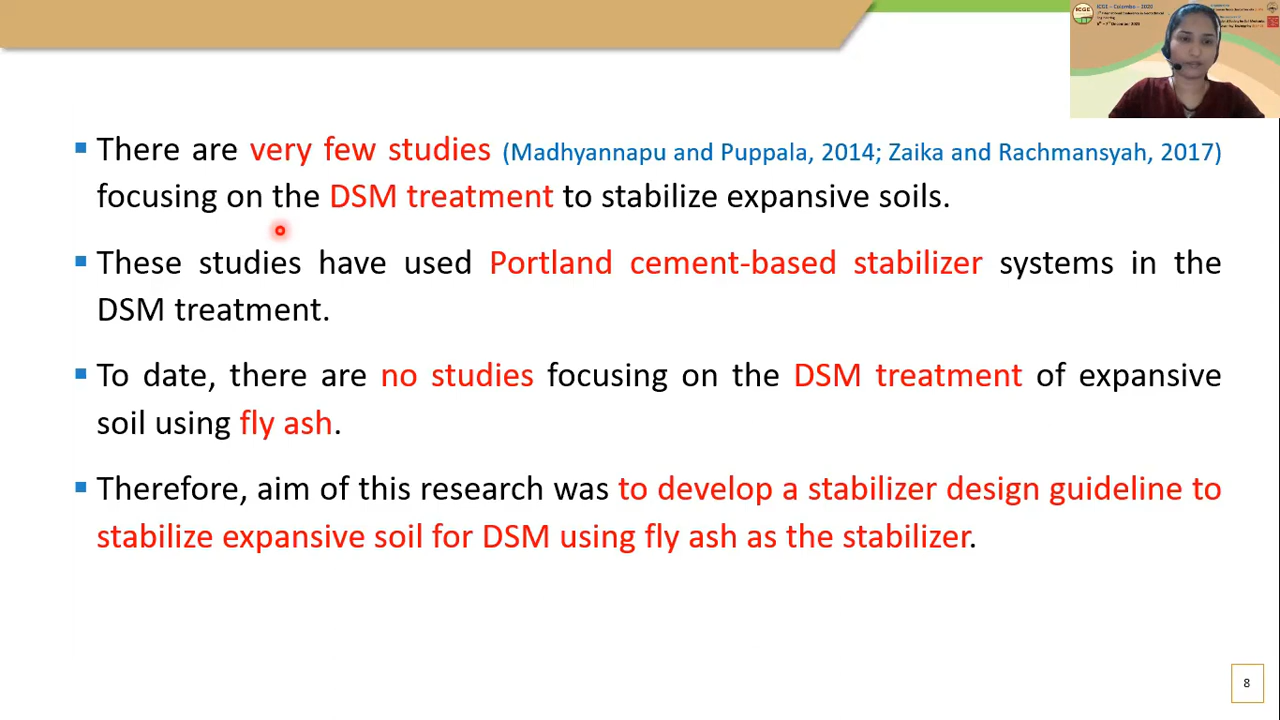 ICGE - Colombo - 2020
There are very few studies (Madhyannapu and Puppala, 2014; Zaika and Rachmansyah, 2017)
focusing on the DSM treatment to stabilize expansive soils.
These studies have used Portland cement-based stabilizer systems in the
DSM treatment.
To date, there are no studies focusing on the DSM treatment of expansive
soil using fly ash.
Therefore, aim of this research was to develop a stabilizer design guideline to
stabilize expansive soil for DSM using fly ash as the stabilizer.
8